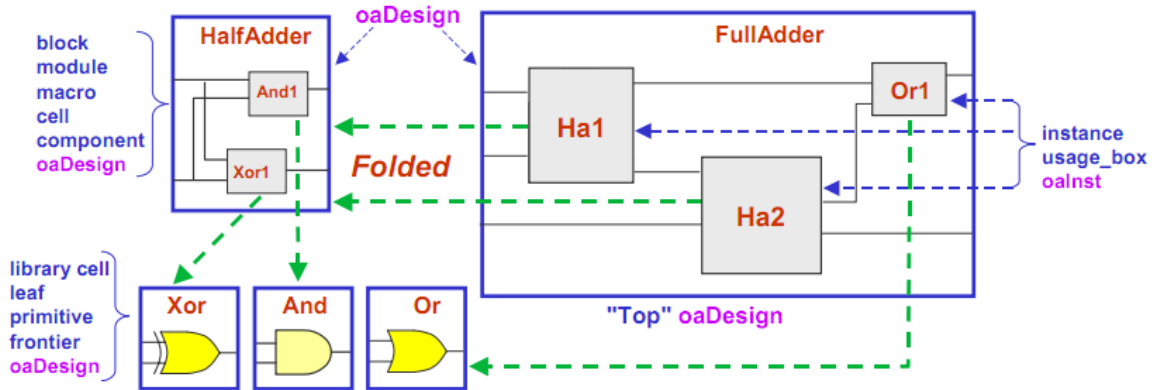 oaDesign
block
module
macro
cell
component
oaDesign
HalfAdder
And1
Xor1
Folded
FullAdder
Ha1
Or1
Ha2
instance
usage_box
oaInst
"Top" oaDesign
library cell
leaf
primitive
frontier
oaDesign
Xor
And
Or